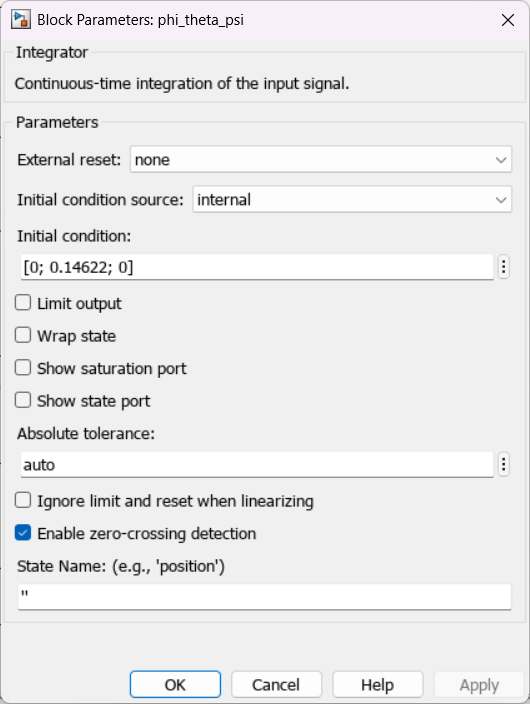 Block Parameters: phi_theta_psi
Integrator
Continuous-time integration of the input signal.
Parameters
External reset: none
Initial condition source: internal
Initial condition:
[0; 0.14622; 0]
Limit output
Wrap state
Show saturation port
Show state port
Absolute tolerance:
auto
Ignore limit and reset when linearizing
Enable zero-crossing detection
State Name: (e.g., 'position')
''
OK Cancel Help Apply